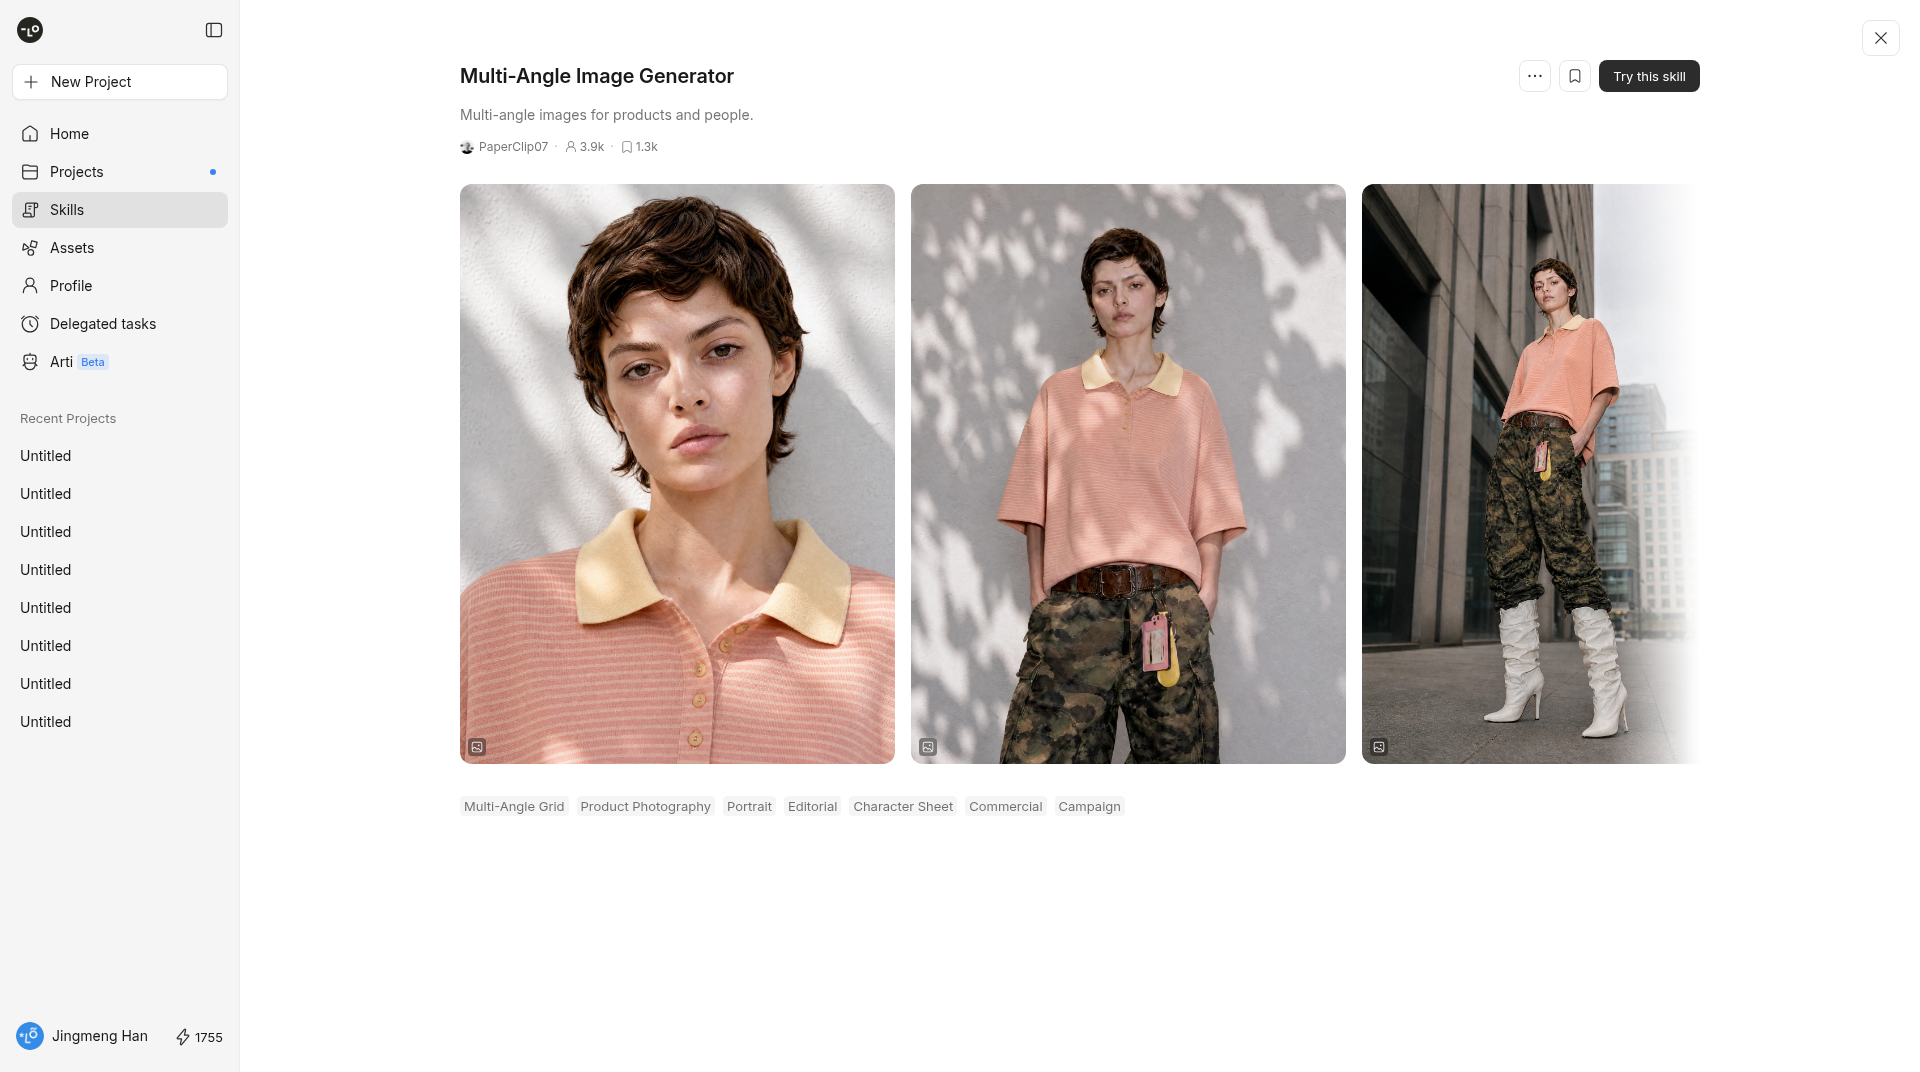 New Project
Home
Projects
Skills
Assets
Profile
Delegated tasks
Arti Beta
Recent Projects
Untitled
Untitled
Untitled
Untitled
Untitled
Untitled
Untitled
Untitled
Jingmeng Han 1755
Multi-Angle Image Generator
Try this skill
Multi-angle images for products and people.
PaperClip07 · 3.9k · 1.3k
Multi-Angle Grid Product Photography Portrait Editorial Character Sheet Commercial Campaign